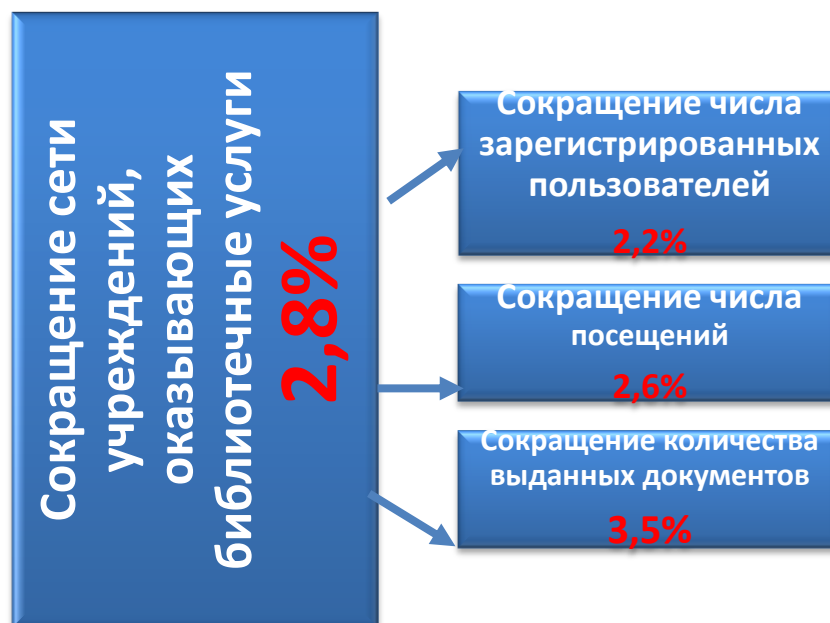 Сокращение сети
учреждений,
оказывающих
библиотечные услуги
2,8%
Сокращение числа
зарегистрированных
пользователей
2,2%
Сокращение числа
посещений
2,6%
Сокращение количества
выданных документов
3,5%